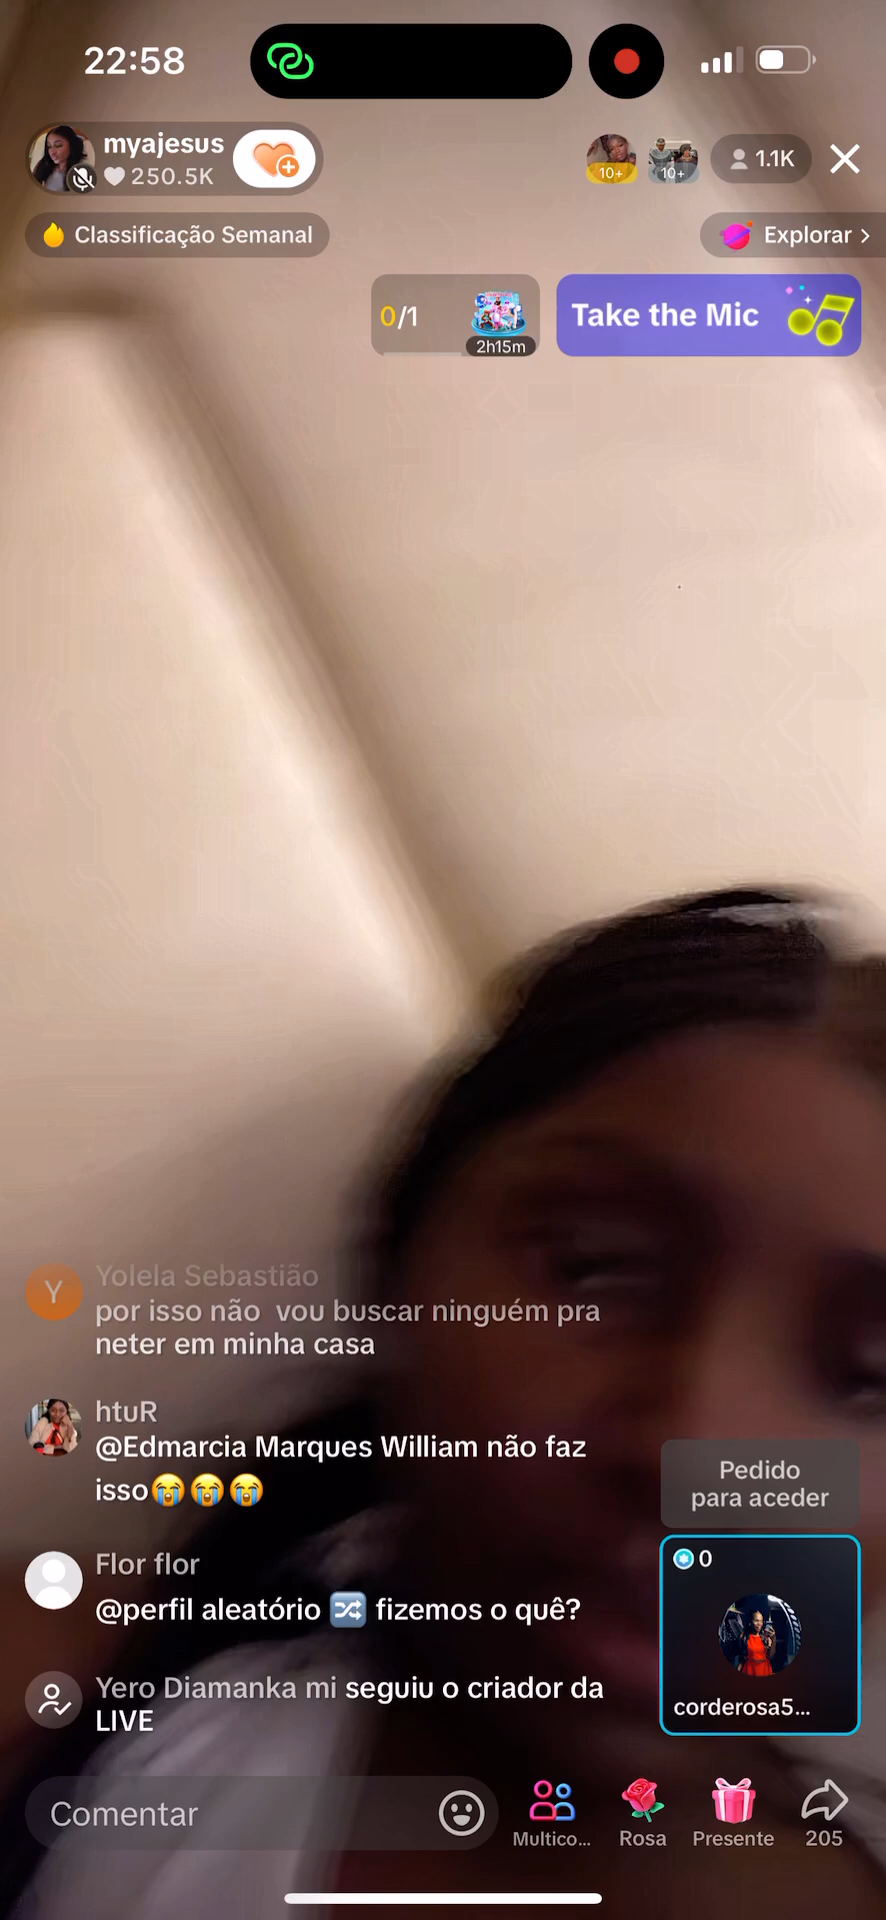 22:58
myajesus
250.5K
10+
10+
1.1K
Classificação Semanal
Explorar >
0/1
2h15m
Take the Mic
Yolela Sebastião
por isso não vou buscar ninguém pra
neter em minha casa
htuR
@Edmarcia Marques William não faz
isso😭😭😭
Flor flor
@perfil aleatório 🔀 fizemos o quê?
Yero Diamanka mi seguiu o criador da
LIVE
Pedido
para aceder
0
corderosa5...
Y
Comentar
Multico...
Rosa
Presente
205